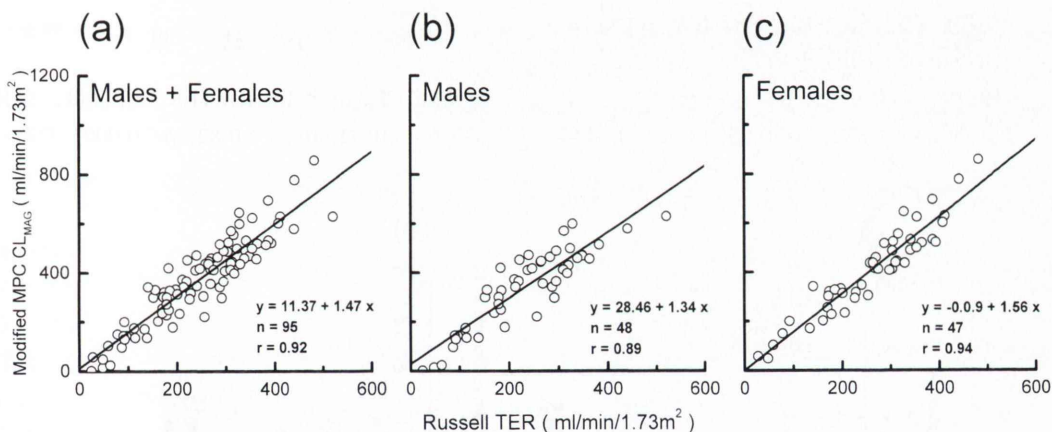 (a)
(b)
(c)
Males + Females
Males
Females
Modified MPC CL_MAG ( ml/min/1.73m² )
1200
800
400
0
y = 11.37 + 1.47 x
n = 95
r = 0.92
y = 28.46 + 1.34 x
n = 48
r = 0.89
y = -0.0.9 + 1.56 x
n = 47
r = 0.94
0 200 400 600
0 200 400 600
0 200 400 600
Russell TER ( ml/min/1.73m² )